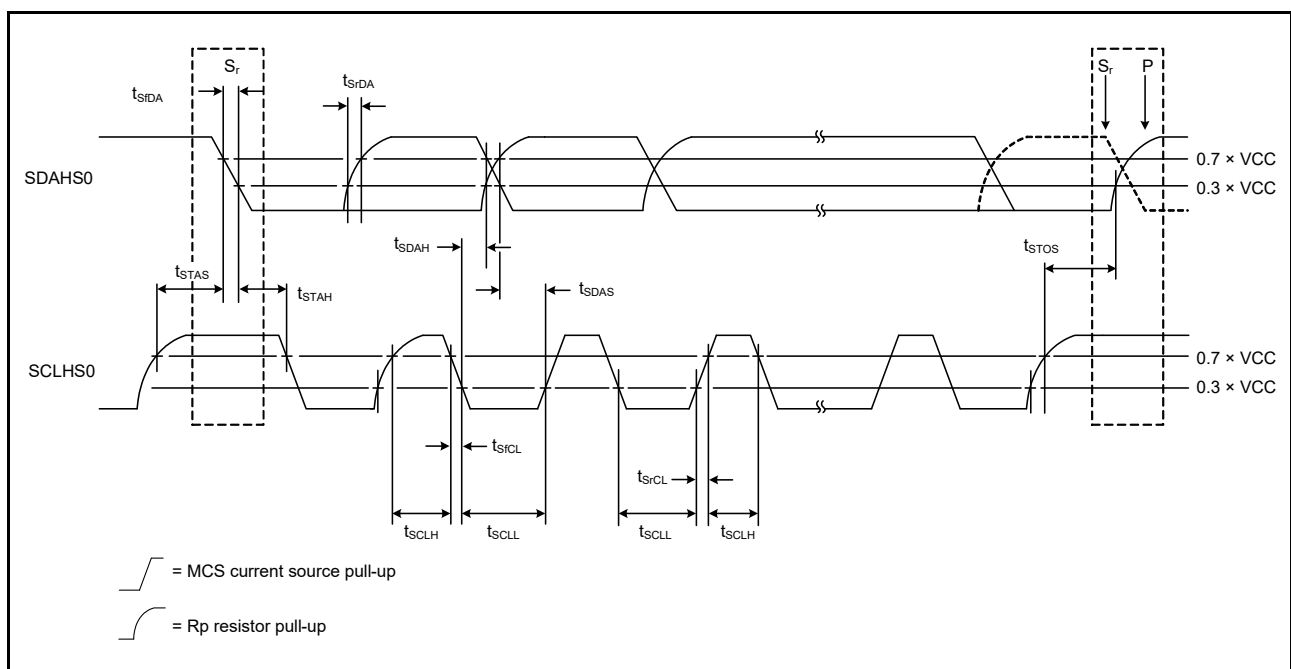 Sr
Sr P
tSfDA
tSrDA
0.7 × VCC
SDAHS0
0.3 × VCC
tSDAH
tSTOS
tSTAS
tSTAH
tSDAS
0.7 × VCC
SCLHS0
0.3 × VCC
tSfCL
tSrCL
tSCLH tSCLL tSCLL tSCLH
= MCS current source pull-up
= Rp resistor pull-up